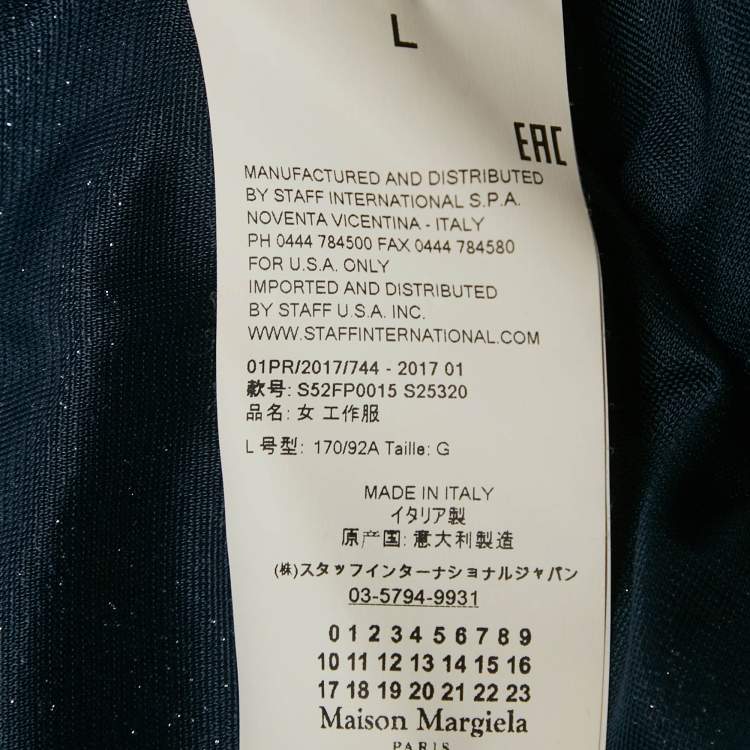 L
EAC
MANUFACTURED AND DISTRIBUTED
BY STAFF INTERNATIONAL S.P.A.
NOVENTA VICENTINA - ITALY
PH 0444 784500 FAX 0444 784580
FOR U.S.A. ONLY
IMPORTED AND DISTRIBUTED
BY STAFF U.S.A. INC.
WWW.STAFFINTERNATIONAL.COM
01PR/2017/744 - 2017 01
款号: S52FP0015 S25320
品名: 女 工作服
L 号型: 170/92A Taille: G
MADE IN ITALY
イタリア製
原产国: 意大利製造
(株)スタッフインターナショナルジャパン
03-5794-9931
0 1 2 3 4 5 6 7 8 9
10 11 12 13 14 15 16
17 18 19 20 21 22 23
Maison Margiela
PARIS